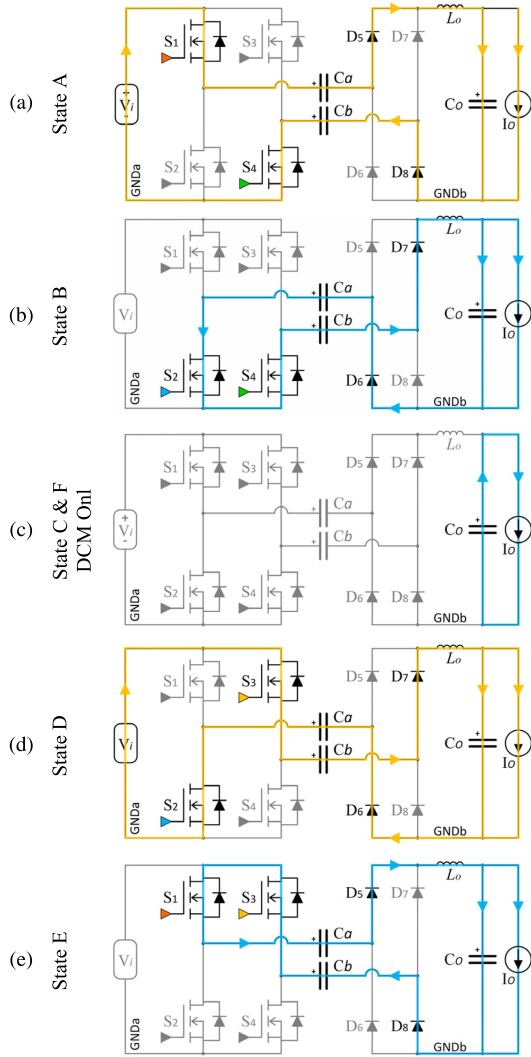 (a)
State A
Vi
GNDa
S1
S3
S2
S4
+ Ca
+ Cb
D5
D7
D6
D8
Lo
Co
+
Io
GNDb
(b)
State B
Vi
GNDa
S1
S3
S2
S4
+ Ca
+ Cb
D5
D7
D6
D8
Lo
Co
+
Io
GNDb
(c)
State C & F
DCM Onl
+
Vi
-
GNDa
S1
S3
S2
S4
+ Ca
+ Cb
D5
D7
D6
D8
Lo
Co
+
Io
GNDb
(d)
State D
Vi
GNDa
S1
S3
S2
S4
+ Ca
+ Cb
D5
D7
D6
D8
Lo
Co
+
Io
GNDb
(e)
State E
Vi
GNDa
S1
S3
S2
S4
+ Ca
+ Cb
D5
D7
D6
D8
Lo
Co
+
Io
GNDb